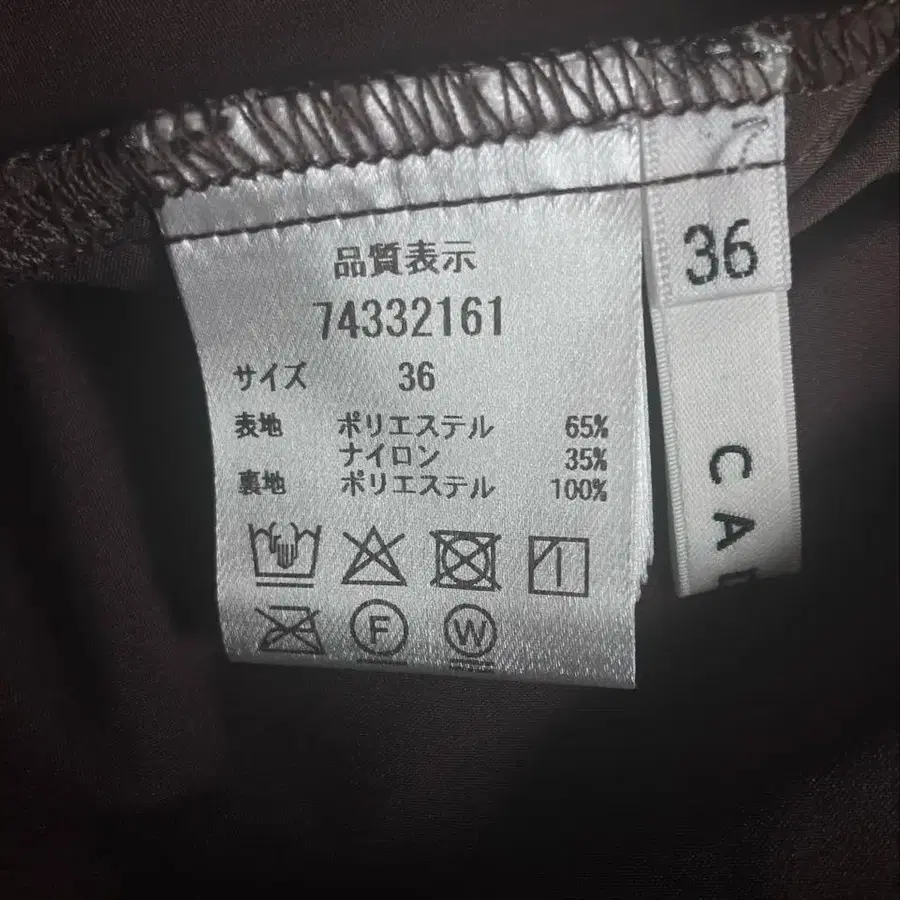 品質表示
74332161
サイズ 36
表地 ポリエステル 65%
ナイロン 35%
裏地 ポリエステル 100%
F W
36
C A